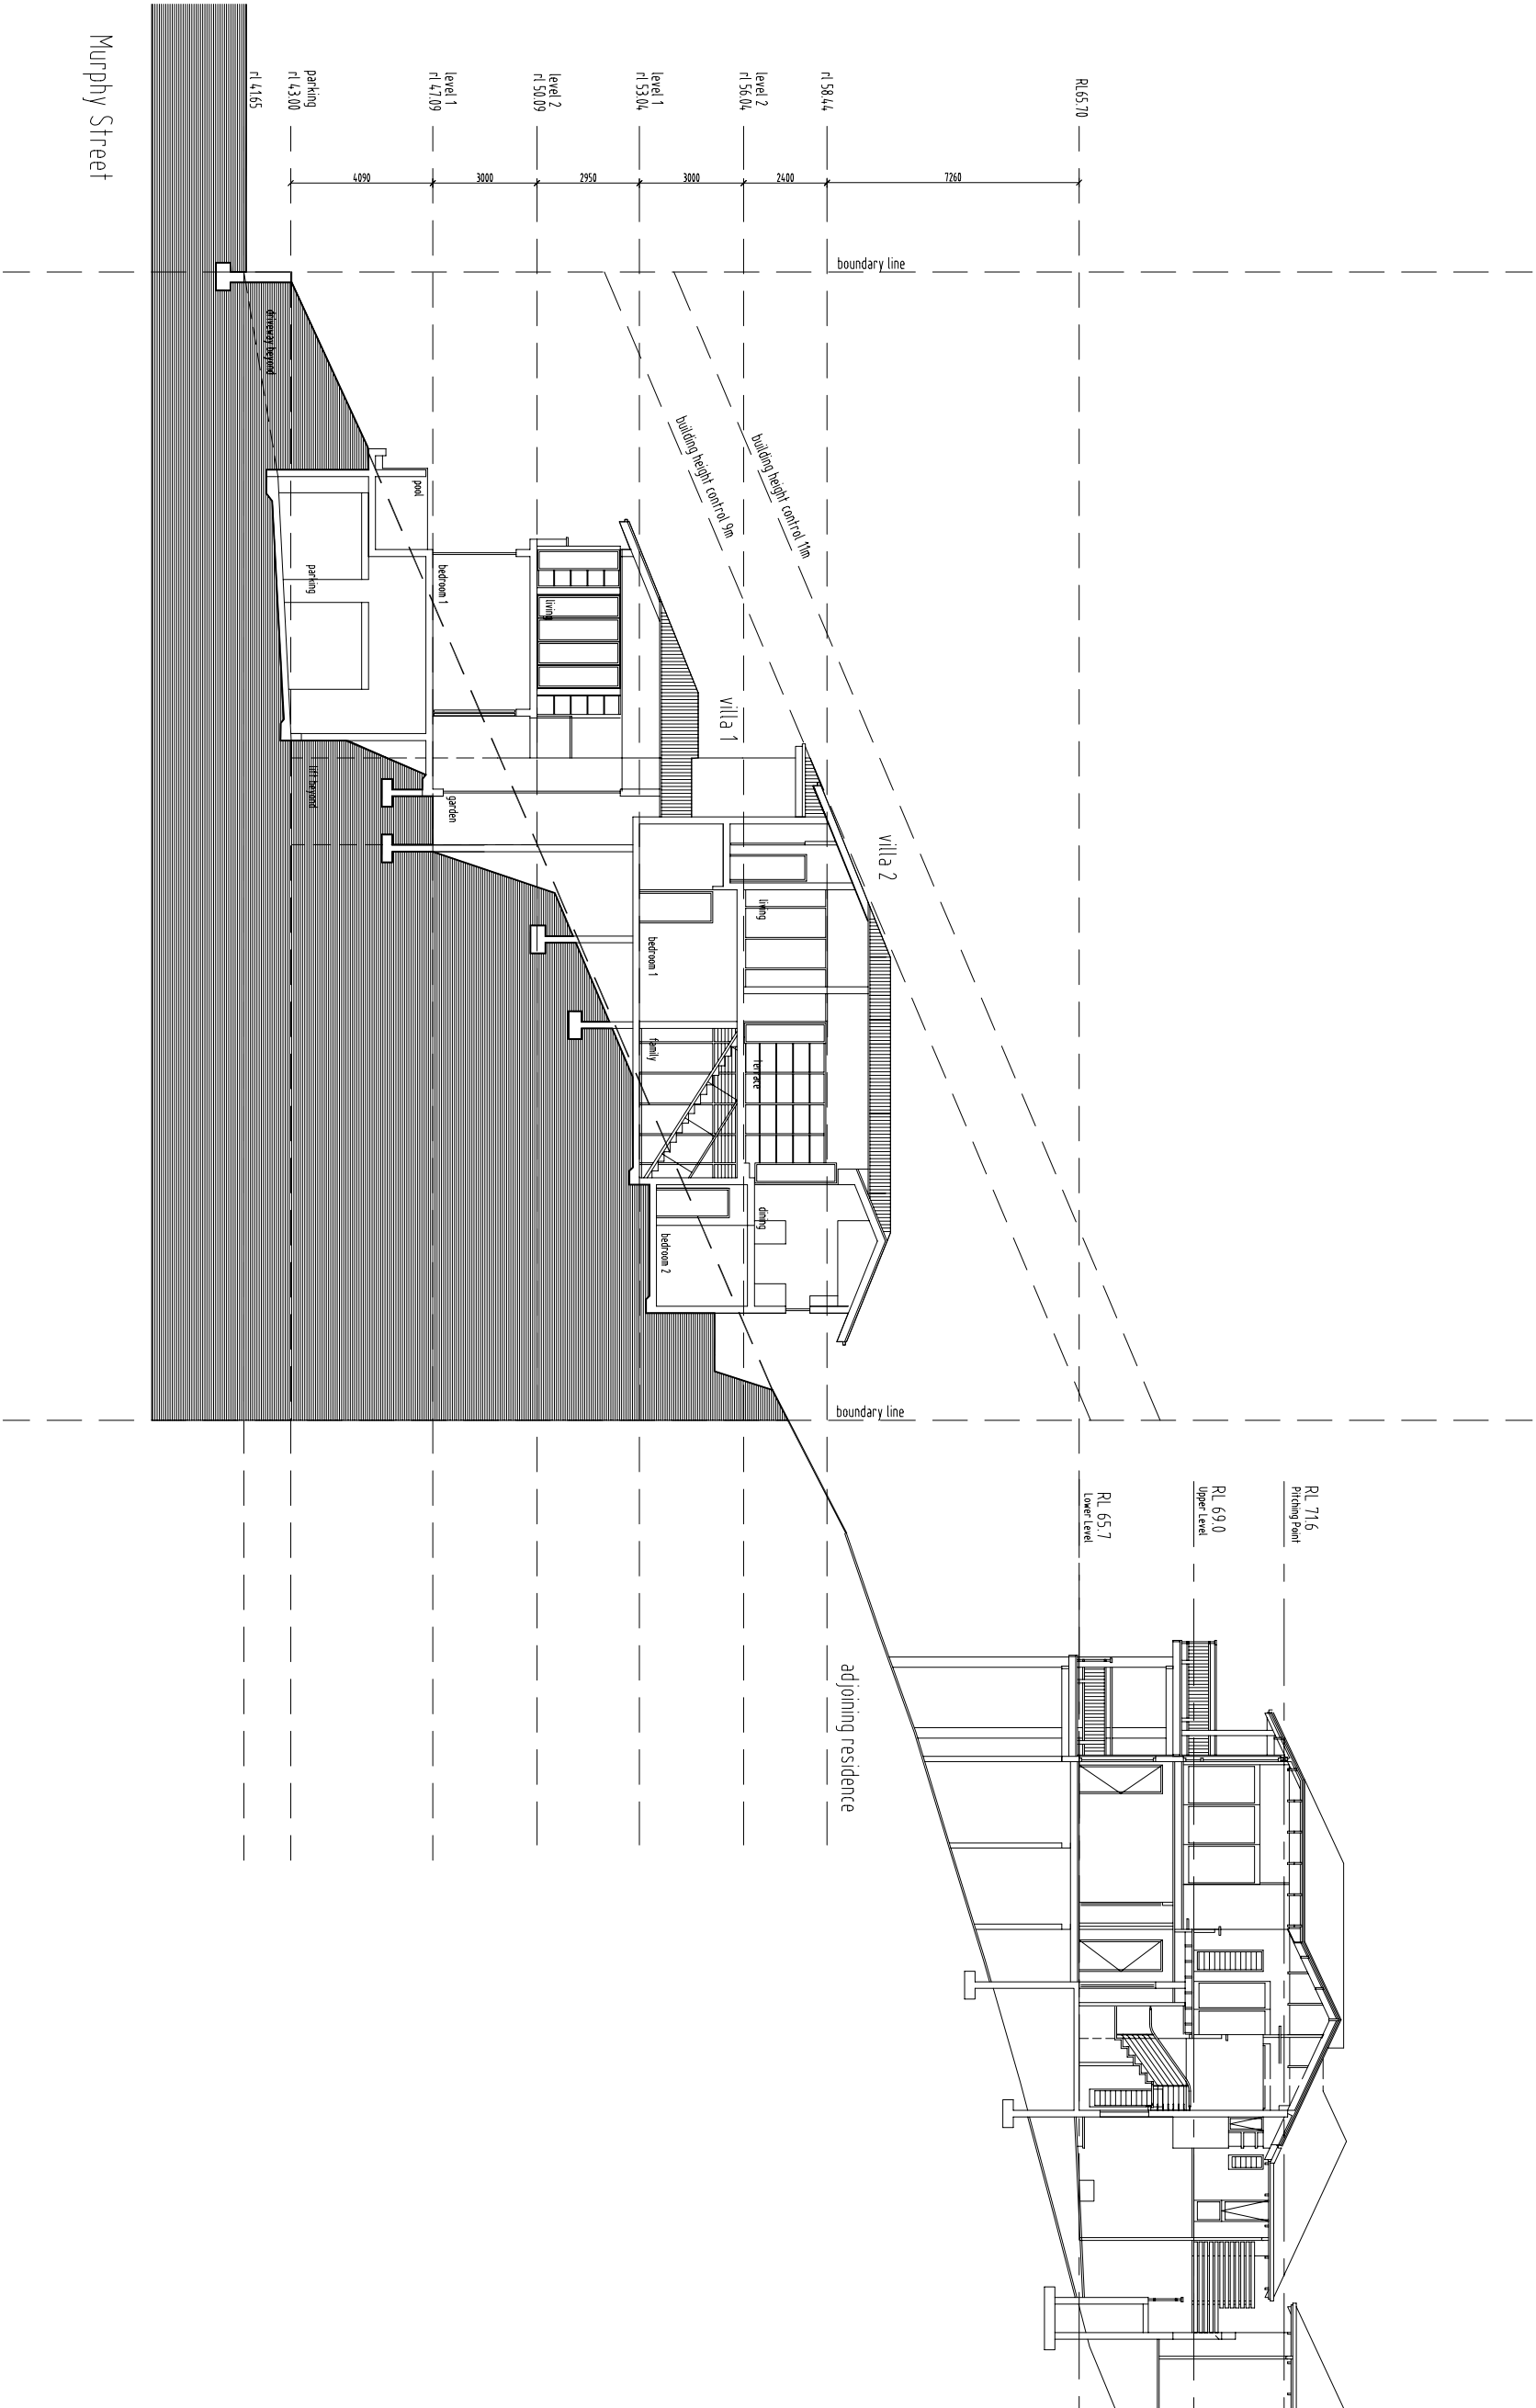 RL65.70
rl 58.44
level 2
rl 56.04
level 1
rl 53.04
level 2
rl 50.09
level 1
rl 47.09
parking
rl 43.00
rl 41.65
Murphy Street
7260
2400
3000
2950
3000
4090
boundary line
building height control 11m
building height control 9m
driveway beyond
pool
parking
bedroom 1
living
villa 1
lift beyond
garden
villa 2
living
bedroom 1
family
terrace
dining
bedroom 2
boundary line
RL 71.6
Pitching Point
RL 69.0
Upper Level
RL 65.7
Lower Level
adjoining residence